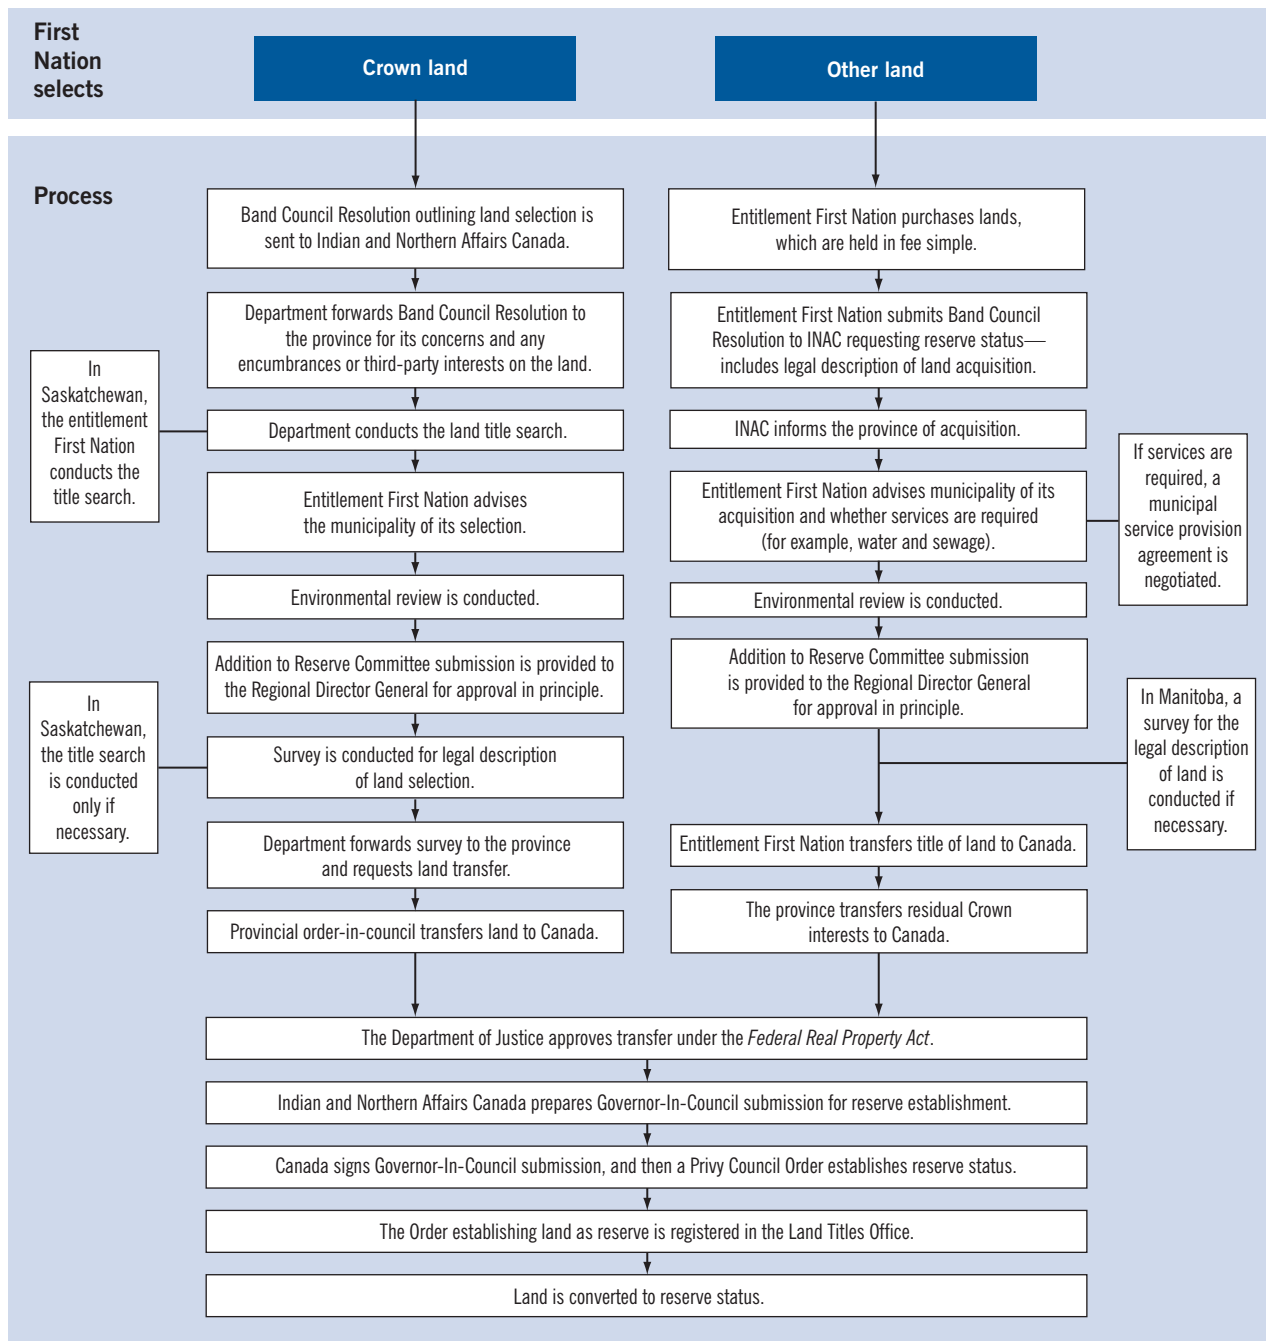 First
Nation
selects
Crown land
Other land
Process
Band Council Resolution outlining land selection is
sent to Indian and Northern Affairs Canada.
Department forwards Band Council Resolution to
the province for its concerns and any
encumbrances or third-party interests on the land.
In
Saskatchewan,
the entitlement
First Nation
conducts the
title search.
Department conducts the land title search.
Entitlement First Nation advises
the municipality of its selection.
Environmental review is conducted.
Addition to Reserve Committee submission is provided to
the Regional Director General for approval in principle.
In
Saskatchewan,
the title search
is conducted
only if
necessary.
Survey is conducted for legal description
of land selection.
Department forwards survey to the province
and requests land transfer.
Provincial order-in-council transfers land to Canada.
Entitlement First Nation purchases lands,
which are held in fee simple.
Entitlement First Nation submits Band Council
Resolution to INAC requesting reserve status—
includes legal description of land acquisition.
INAC informs the province of acquisition.
Entitlement First Nation advises municipality of its
acquisition and whether services are required
(for example, water and sewage).
If services are
required, a
municipal
service provision
agreement is
negotiated.
Environmental review is conducted.
Addition to Reserve Committee submission
is provided to the Regional Director General
for approval in principle.
In Manitoba, a
survey for the
legal description
of land is
conducted if
necessary.
Entitlement First Nation transfers title of land to Canada.
The province transfers residual Crown
interests to Canada.
The Department of Justice approves transfer under the Federal Real Property Act.
Indian and Northern Affairs Canada prepares Governor-In-Council submission for reserve establishment.
Canada signs Governor-In-Council submission, and then a Privy Council Order establishes reserve status.
The Order establishing land as reserve is registered in the Land Titles Office.
Land is converted to reserve status.